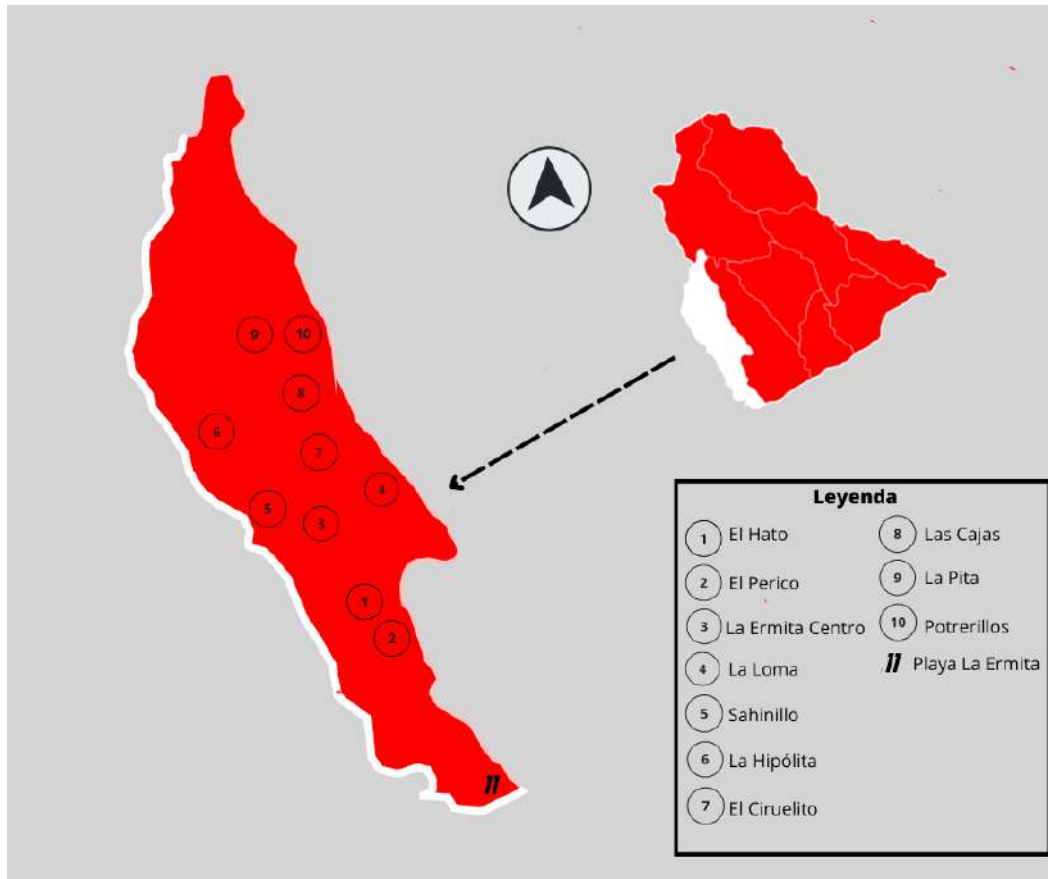 9
10
8
6
7
4
5
3
1
2
11
Leyenda
1 El Hato
2 El Perico
3 La Ermita Centro
4 La Loma
5 Sahinillo
6 La Hipólita
7 El Ciruelito
8 Las Cajas
9 La Pita
10 Potrerillos
11 Playa La Ermita